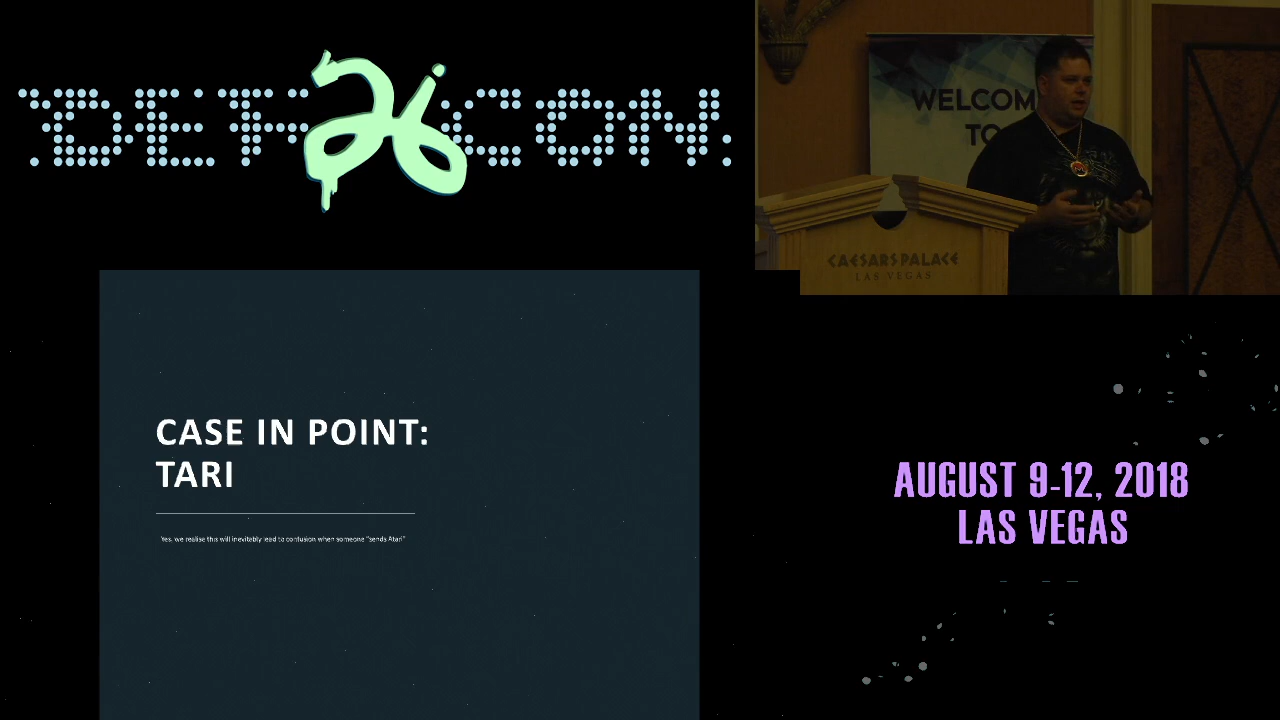 DEF 26 CON
WELCOM
TO
CAESARS PALACE
LAS VEGAS
CASE IN POINT:
TARI
Yes, we realise this will inevitably lead to confusion when someone "sends Atari"
AUGUST 9-12, 2018
LAS VEGAS